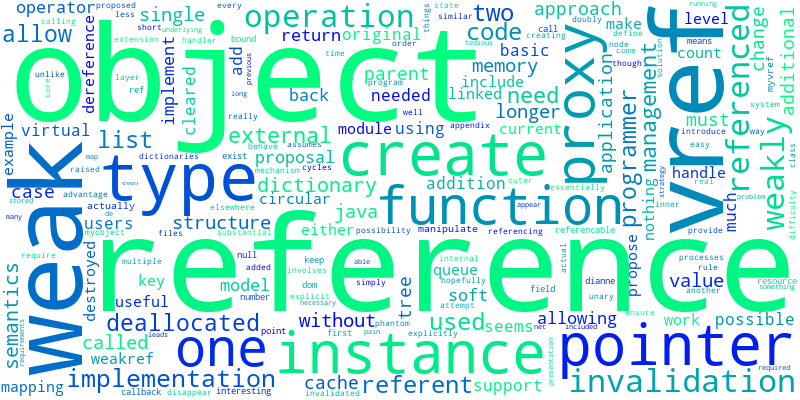 operator
proposed
less
calling
extension
handler
bound
every
state
similar
doubly
running
single
operation
two
approach
define
level
allow
short
underlying
time
things
call
node
come
object
code
make
creating
tedious
means
order
previous
original
return
basic
dereference
unlike
core
layer
ref
implement
cleared
add
back
parent
memory
program
long
needed
include
linked
need
though
solution
count
change
additional
vref
proxy
referenced
weakly
application
management
programmer
example
virtual
list
module
using
longer
current
external
really
well
appendix
behave
assumes
myvref
system
must
introduce
way
class
weak
map
dictionaries
exist
proposal
mechanism
cycles
create
raised
advantage
seven
dictionary
outer
easy
strategy
handle
real
case
type
addition
essentially
stored
actually
elsewhere
circular
appear
function
nothing
inner
much
provide
problem
difficulty
many
de
users
structure
java
possibility
manipulate
referencing
either
destroyed
myobject
files
substantial
null
keep
explicit
internal
able
referenceable
semantics
require
requirements
multiple
key
model
added
involves
necessary
dom
actual
processes
rule
another
value
propose
dianne
resource
something
useful
number
simply
queue
hopefully
attempt
field
unary
ensure
reference
tree
soft
deallocated
point
phantom
explicitly
without
allowing
work
possible
called
weakref
one
first
pain
net
included
required
used
seems
instance
pointer
invalidation
leads
implementation
cache
referent
support
presentation
mapping
callback
disappear
interesting
invalidated